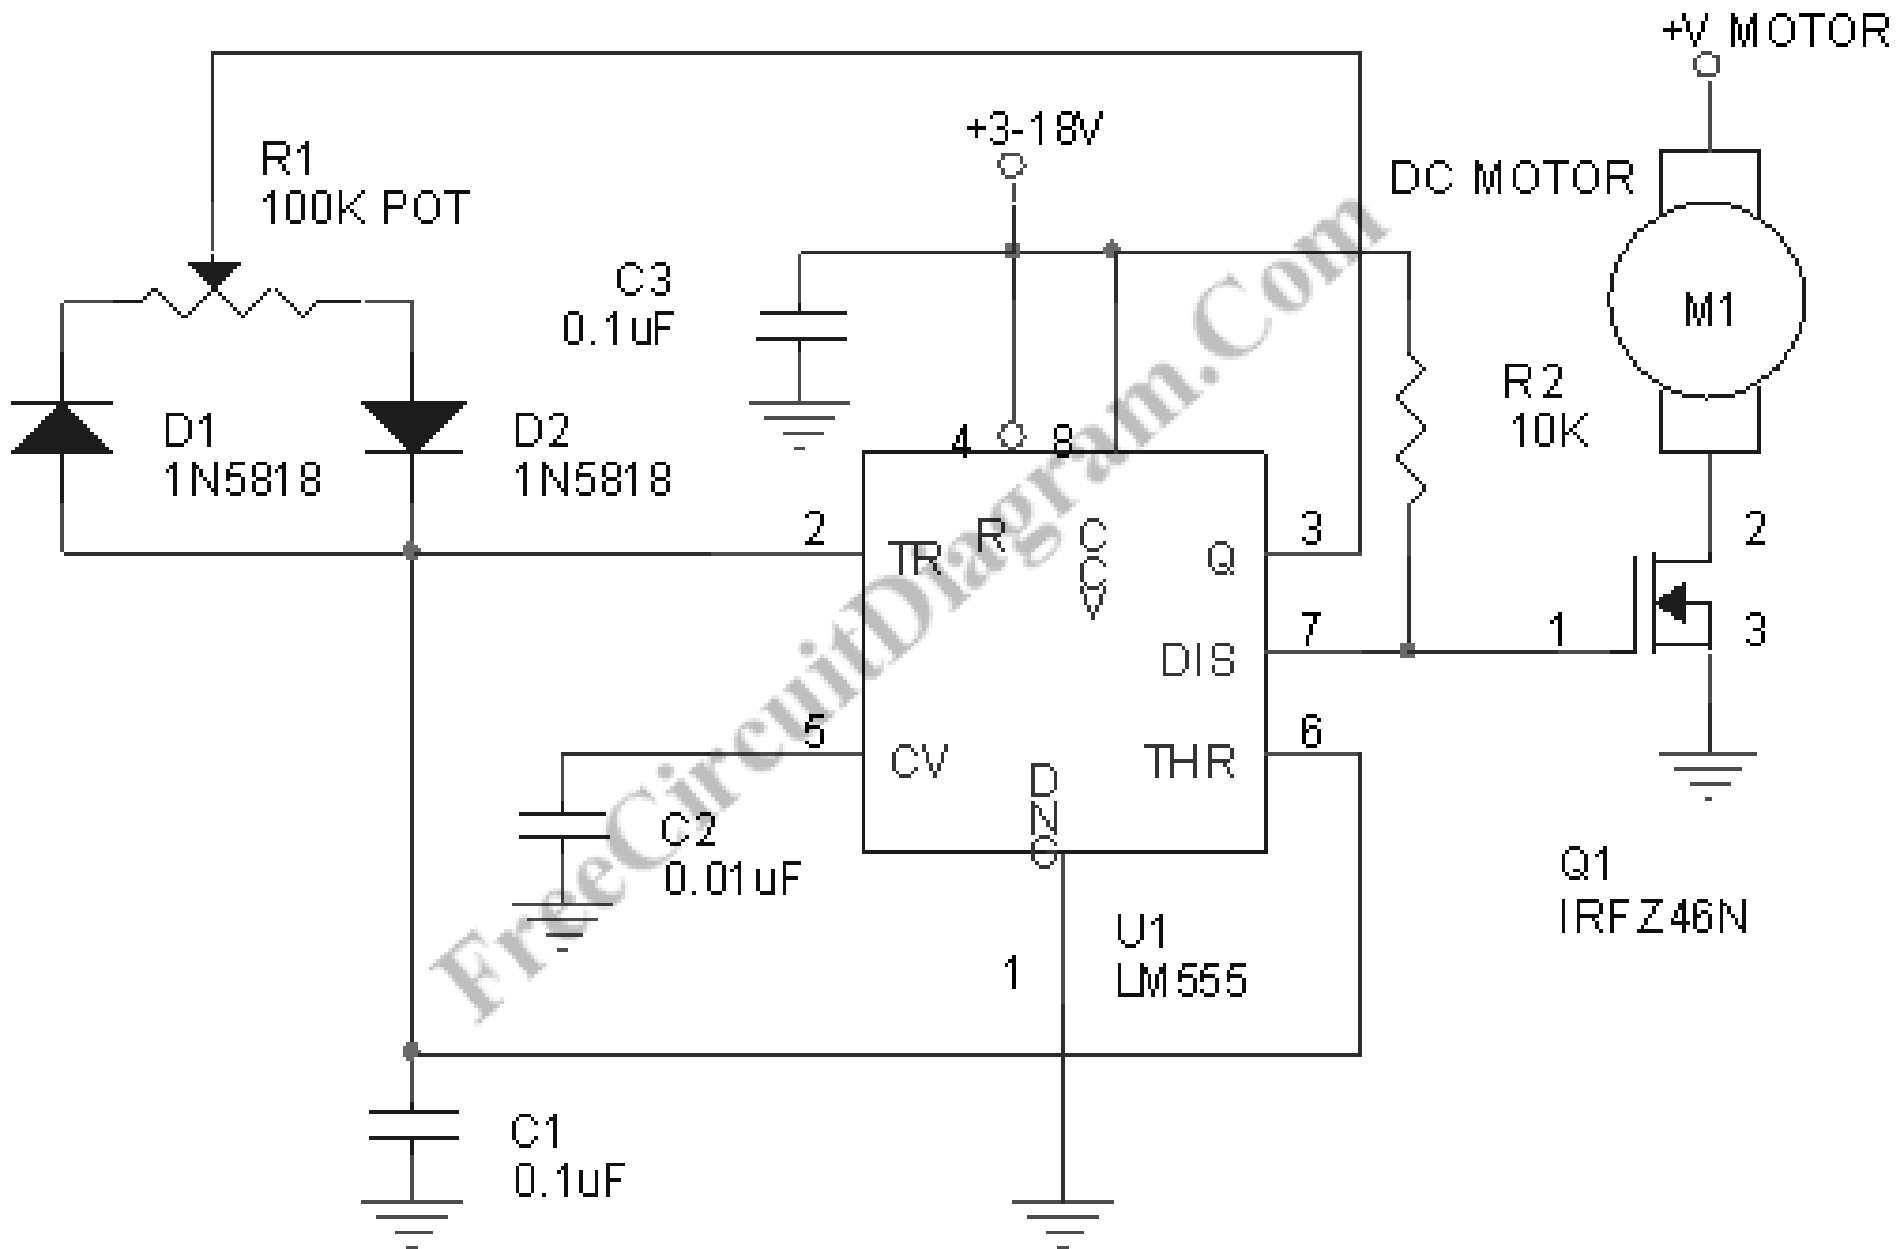 +V MOTOR
+3-18V
R1
100K POT
DC MOTOR
C3
0.1uF
M1
R2
10K
D1
1N5818
D2
1N5818
4
8
2
TR
R
VCC
Q
3
2
DIS
7
1
3
5
CV
THR
6
GND
C2
0.01uF
Q1
IRFZ46N
U1
LM555
1
C1
0.1uF
FreeCircuitDiagram.Com